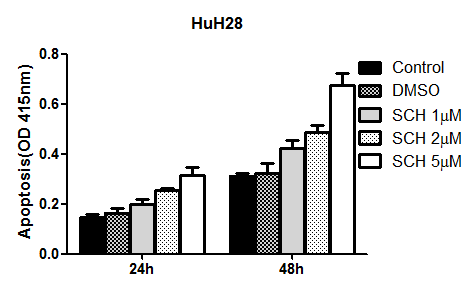 HuH28
Apoptosis(OD 415nm)
0.8
0.6
0.4
0.2
0.0
24h
48h
Control
DMSO
SCH 1μM
SCH 2μM
SCH 5μM